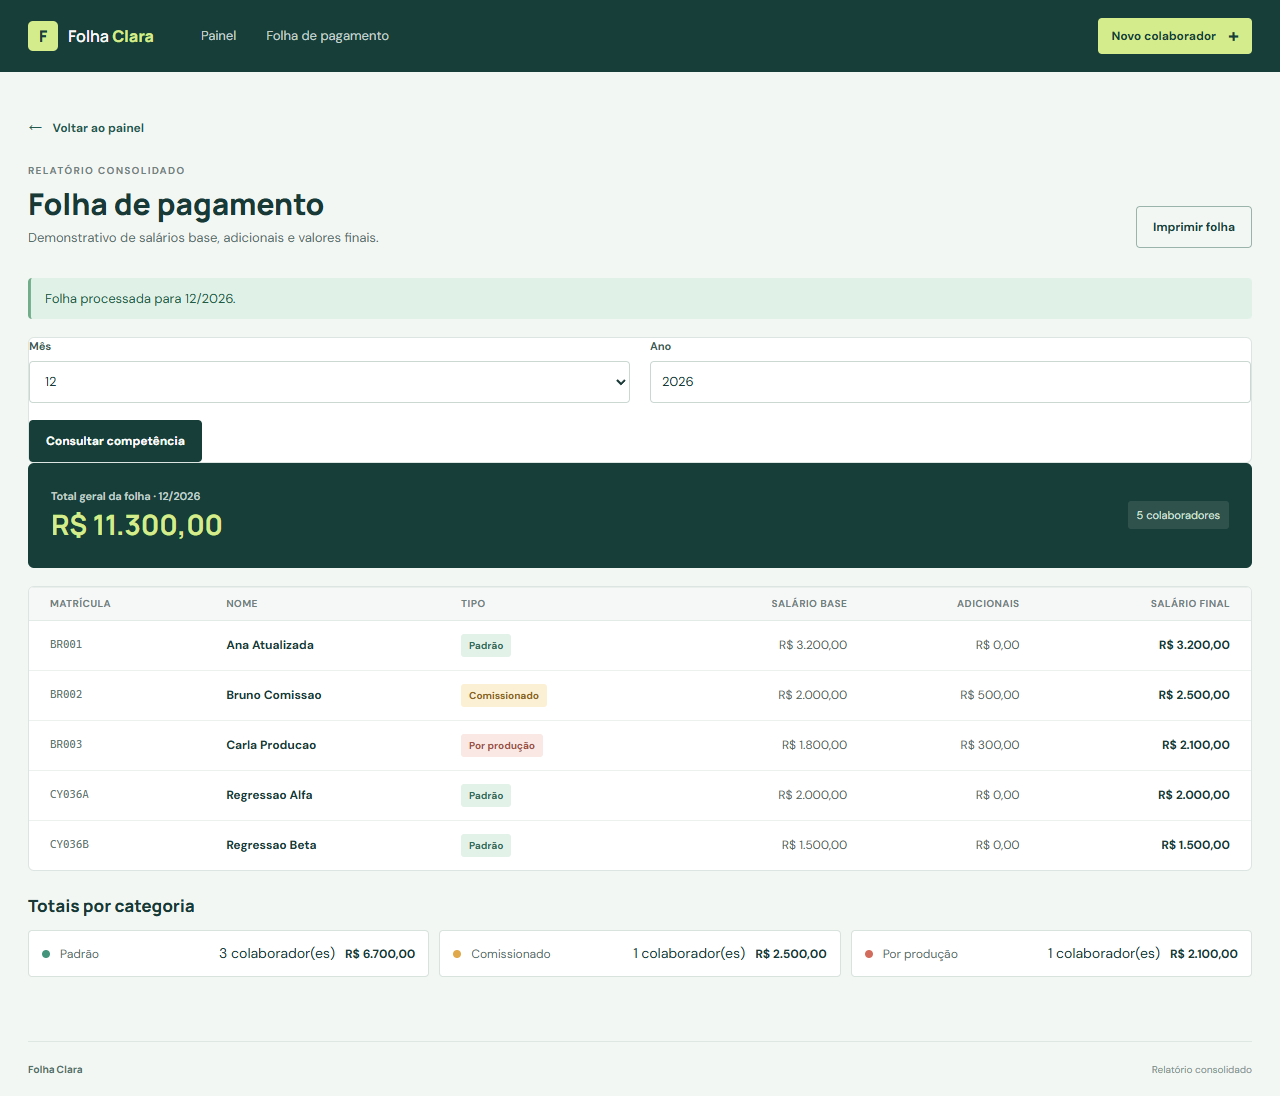 F Folha Clara Painel Folha de pagamento Novo colaborador +
← Voltar ao painel
RELATÓRIO CONSOLIDADO
Folha de pagamento
Demonstrativo de salários base, adicionais e valores finais.
Imprimir folha
Folha processada para 12/2026.
Mês Ano
12 2026
Consultar competência
Total geral da folha · 12/2026
R$ 11.300,00
5 colaboradores
MATRÍCULA NOME TIPO SALÁRIO BASE ADICIONAIS SALÁRIO FINAL
BR001 Ana Atualizada Padrão R$ 3.200,00 R$ 0,00 R$ 3.200,00
BR002 Bruno Comissao Comissionado R$ 2.000,00 R$ 500,00 R$ 2.500,00
BR003 Carla Producao Por produção R$ 1.800,00 R$ 300,00 R$ 2.100,00
CY036A Regressao Alfa Padrão R$ 2.000,00 R$ 0,00 R$ 2.000,00
CY036B Regressao Beta Padrão R$ 1.500,00 R$ 0,00 R$ 1.500,00
Totais por categoria
Padrão 3 colaborador(es) R$ 6.700,00
Comissionado 1 colaborador(es) R$ 2.500,00
Por produção 1 colaborador(es) R$ 2.100,00
Folha Clara Relatório consolidado